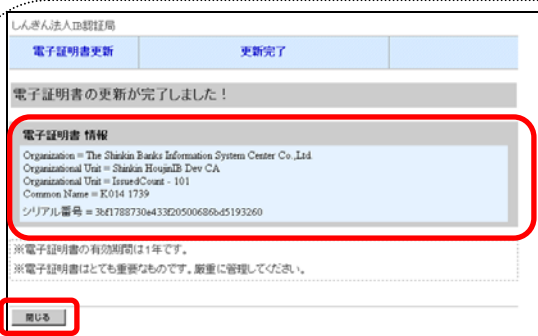 しんきん法人IB認証局
電子証明書更新 更新完了
電子証明書の更新が完了しました！
電子証明書 情報
Organization = The Shinkin Banks Information System Center Co.,Ltd.
Organizational Unit = Shinkin HoujinIB Dev CA
Organizational Unit = IssuedCount - 101
Common Name = K014 1739
シリアル番号 = 3bf1788730e433f20500686bd5193260
※電子証明書の有効期間は1年です。
※電子証明書はとても重要なものです。厳重に管理してください。
閉じる